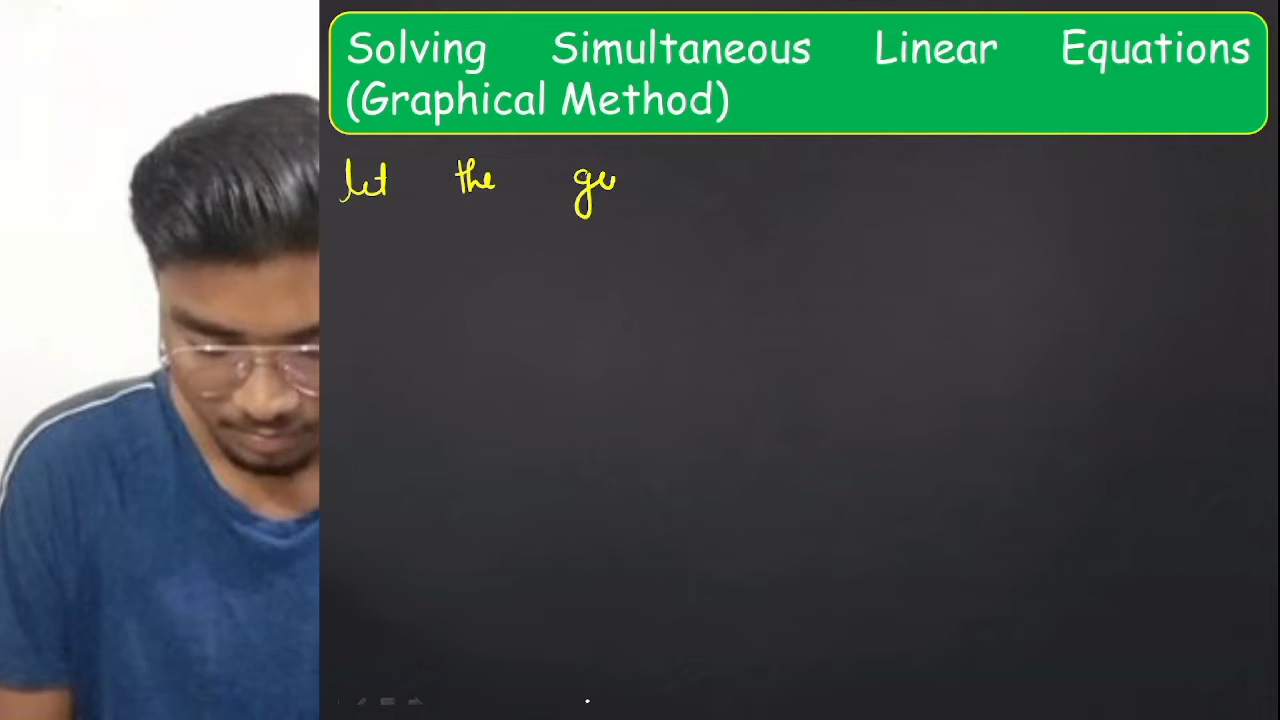 Solving Simultaneous Linear Equations
(Graphical Method)
let the